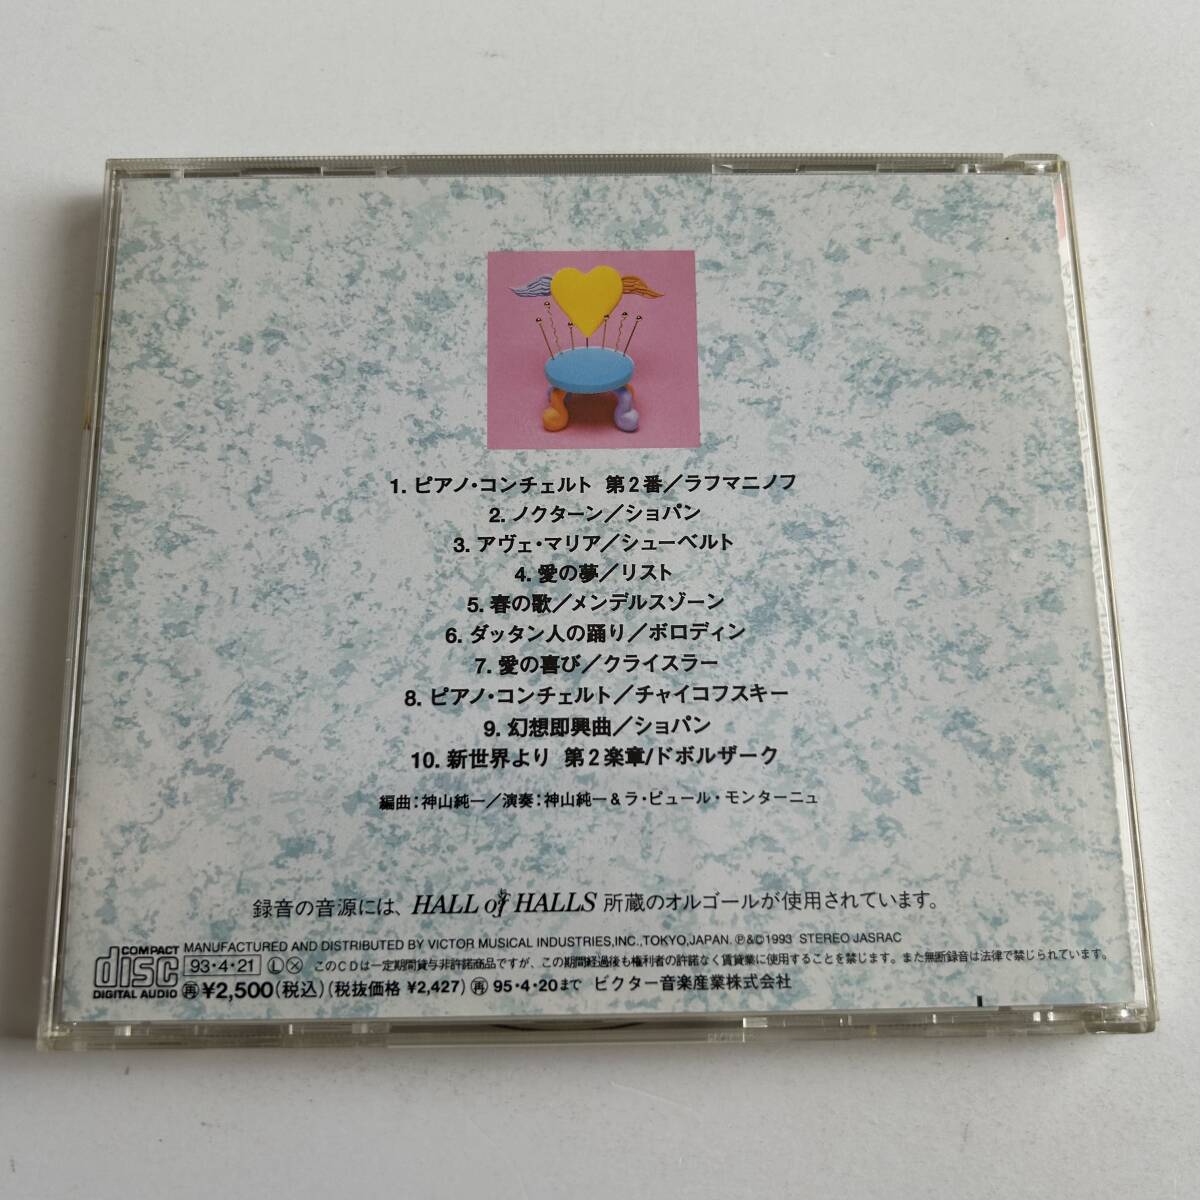 1. ピアノ・コンチェルト 第2番／ラフマニノフ
2. ノクターン／ショパン
3. アヴェ・マリア／シューベルト
4. 愛の夢／リスト
5. 春の歌／メンデルスゾーン
6. ダッタン人の踊り／ボロディン
7. 愛の喜び／クライスラー
8. ピアノ・コンチェルト／チャイコフスキー
9. 幻想即興曲／ショパン
10. 新世界より 第2楽章/ドボルザーク
編曲：神山純一／演奏：神山純一＆ラ・ピュール・モンターニュ
録音の音源には、HALL of HALLS 所蔵のオルゴールが使用されています。
COMPACT disc DIGITAL AUDIO
MANUFACTURED AND DISTRIBUTED BY VICTOR MUSICAL INDUSTRIES,INC.,TOKYO,JAPAN. ℗&©1993 STEREO JASRAC
93・4・21 Ⓛ Ⓧ このCDは一定期間貸与非許諾商品ですが、この期間経過後も権利者の許諾なく賃貸業に使用することを禁じます。また無断録音は法律で禁じられています。
㋮¥2,500(税込)(税抜価格 ¥2,427) 再 95・4・20まで ビクター音楽産業株式会社